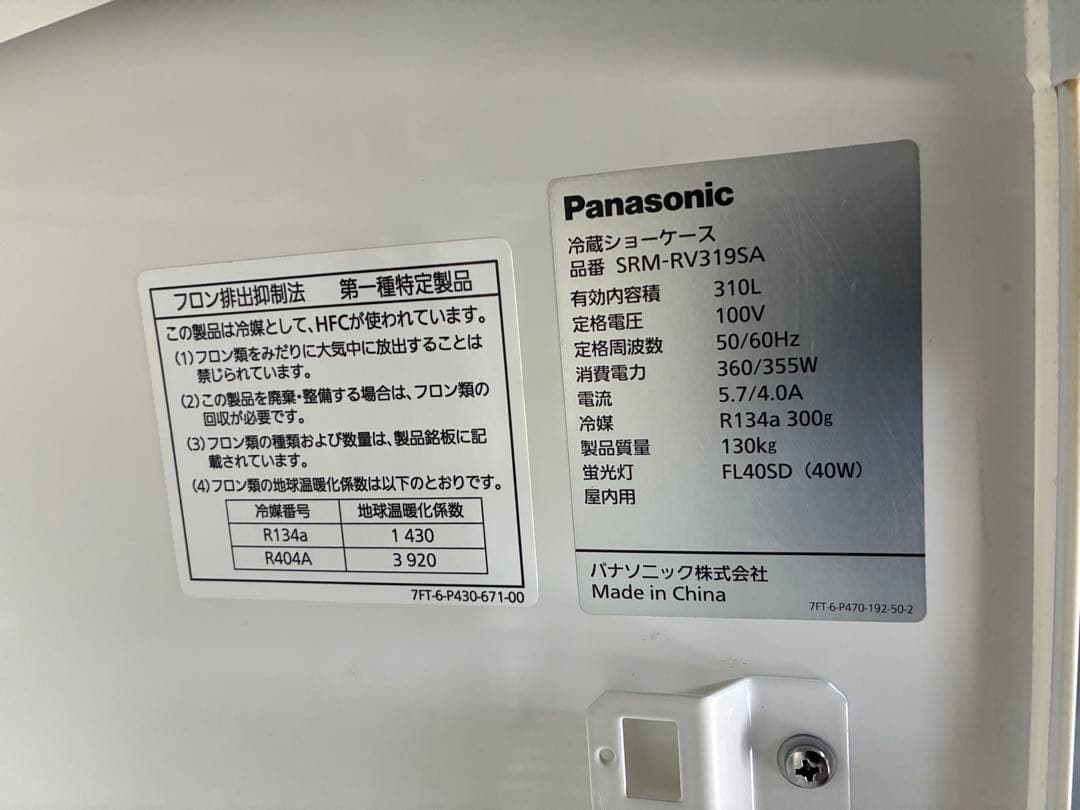 フロン排出抑制法　第一種特定製品
この製品は冷媒として、HFCが使われています。
(1)フロン類をみだりに大気中に放出することは
禁じられています。
(2)この製品を廃棄・整備する場合は、フロン類の
回収が必要です。
(3)フロン類の種類および数量は、製品銘板に記
載されています。
(4)フロン類の地球温暖化係数は以下のとおりです。
冷媒番号 地球温暖化係数
R134a 1 430
R404A 3 920
7FT-6-P430-671-00
Panasonic
冷蔵ショーケース
品番 SRM-RV319SA
有効内容積 310L
定格電圧 100V
定格周波数 50/60Hz
消費電力 360/355W
電流 5.7/4.0A
冷媒 R134a 300g
製品質量 130kg
蛍光灯 FL40SD（40W）
屋内用
パナソニック株式会社
Made in China
7FT-6-P470-192-50-2